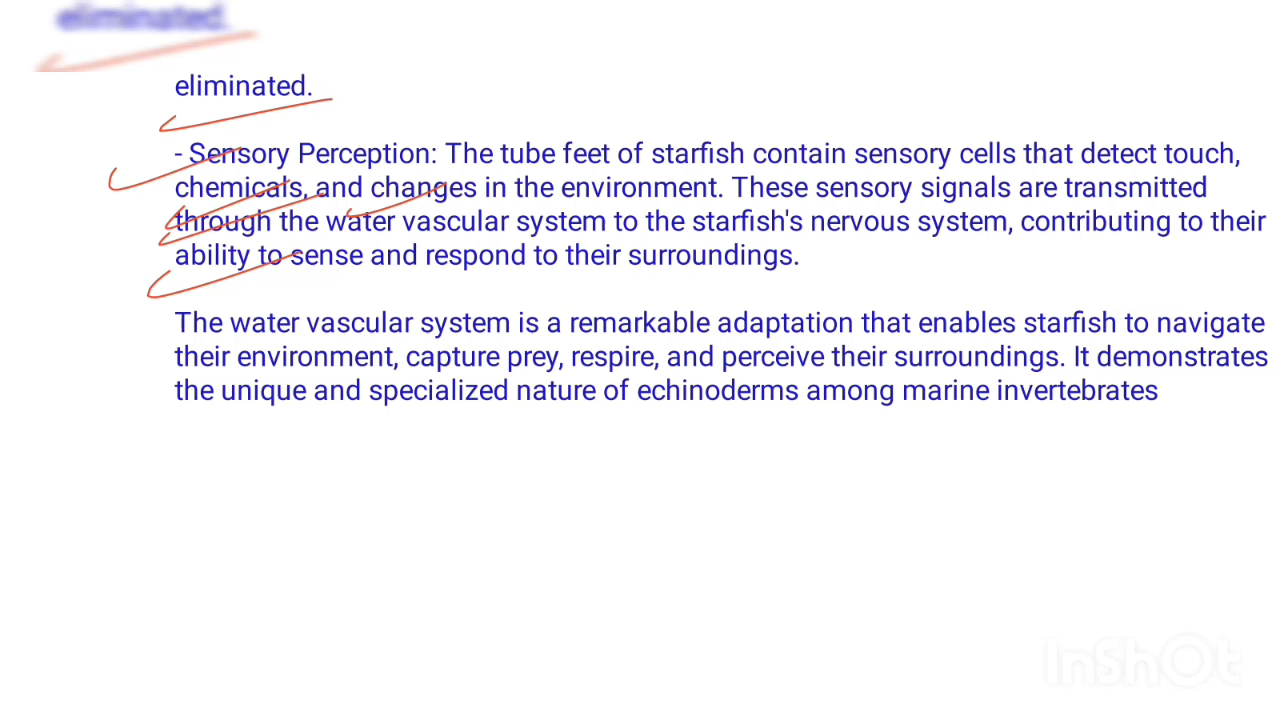 eliminated.
eliminated.
- Sensory Perception: The tube feet of starfish contain sensory cells that detect touch,
chemicals, and changes in the environment. These sensory signals are transmitted
through the water vascular system to the starfish's nervous system, contributing to their
ability to sense and respond to their surroundings.
The water vascular system is a remarkable adaptation that enables starfish to navigate
their environment, capture prey, respire, and perceive their surroundings. It demonstrates
the unique and specialized nature of echinoderms among marine invertebrates
InShOt